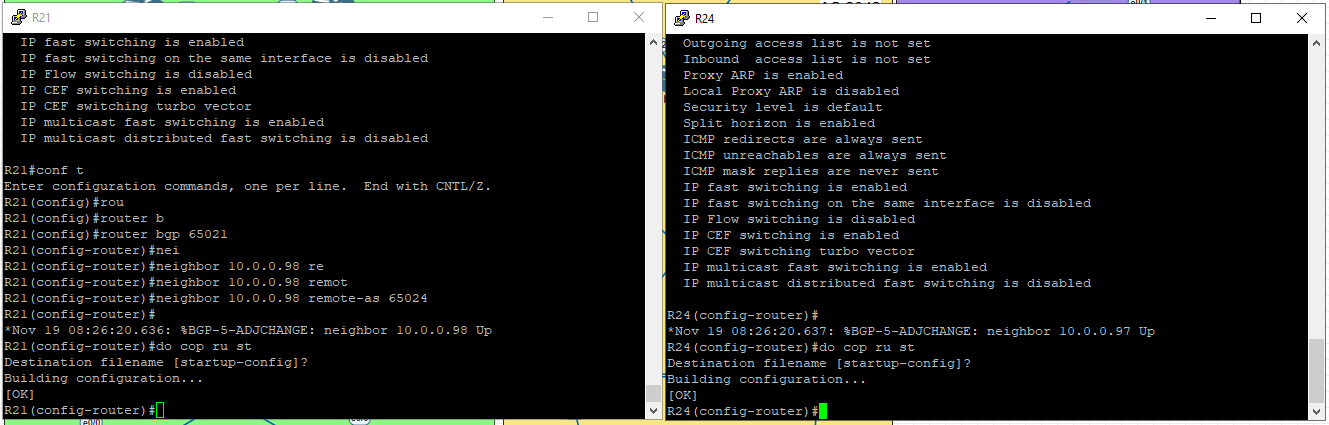 R21
IP fast switching is enabled
IP fast switching on the same interface is disabled
IP Flow switching is disabled
IP CEF switching is enabled
IP CEF switching turbo vector
IP multicast fast switching is enabled
IP multicast distributed fast switching is disabled
R21#conf t
Enter configuration commands, one per line.  End with CNTL/Z.
R21(config)#rou
R21(config)#router b
R21(config)#router bgp 65021
R21(config-router)#nei
R21(config-router)#neighbor 10.0.0.98 re
R21(config-router)#neighbor 10.0.0.98 remot
R21(config-router)#neighbor 10.0.0.98 remote-as 65024
R21(config-router)#
*Nov 19 08:26:20.636: %BGP-5-ADJCHANGE: neighbor 10.0.0.98 Up
R21(config-router)#do cop ru st
Destination filename [startup-config]?
Building configuration...
[OK]
R21(config-router)#
R24
Outgoing access list is not set
Inbound  access list is not set
Proxy ARP is enabled
Local Proxy ARP is disabled
Security level is default
Split horizon is enabled
ICMP redirects are always sent
ICMP unreachables are always sent
ICMP mask replies are never sent
IP fast switching is enabled
IP fast switching on the same interface is disabled
IP Flow switching is disabled
IP CEF switching is enabled
IP CEF switching turbo vector
IP multicast fast switching is enabled
IP multicast distributed fast switching is disabled
R24(config-router)#
*Nov 19 08:26:20.637: %BGP-5-ADJCHANGE: neighbor 10.0.0.97 Up
R24(config-router)#do cop ru st
Destination filename [startup-config]?
Building configuration...
[OK]
R24(config-router)#
e0/0